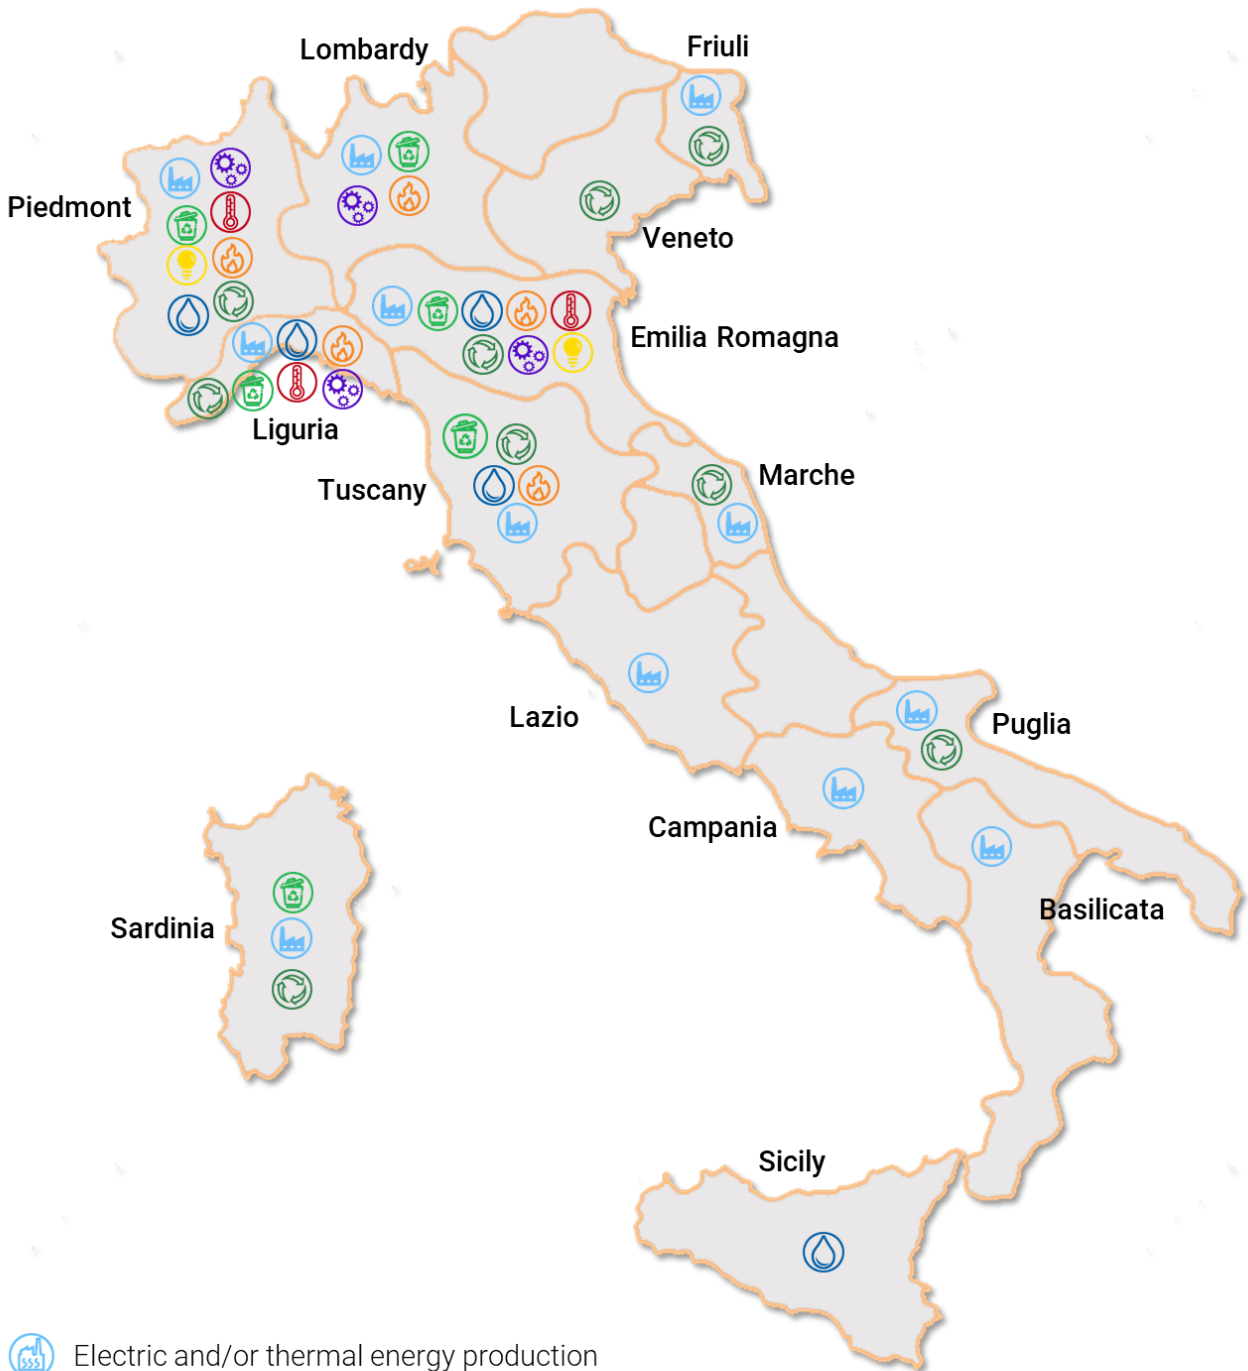 Lombardy
Friuli
Piedmont
Veneto
Emilia Romagna
Liguria
Tuscany
Marche
Lazio
Puglia
Campania
Basilicata
Sardinia
Sicily
Electric and/or thermal energy production